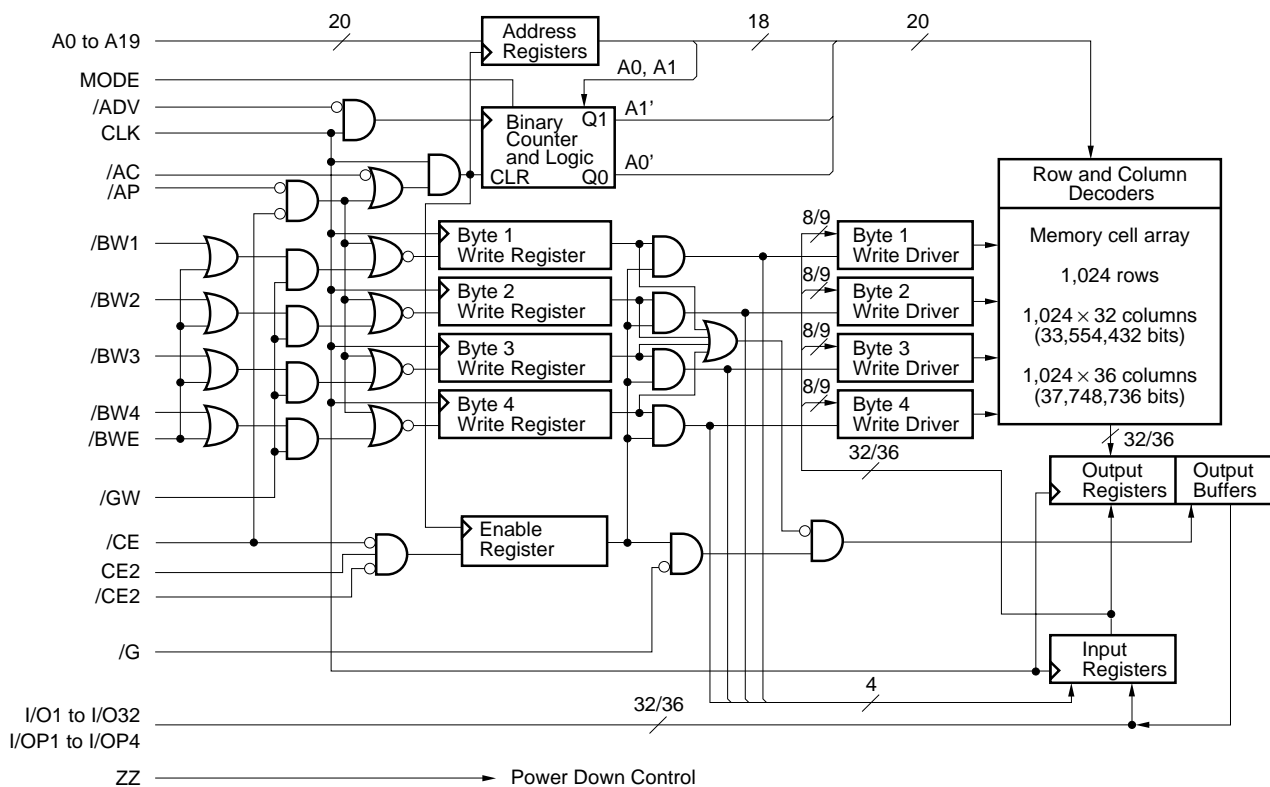 20
18
20
A0 to A19
Address
Registers
MODE
A0, A1
/ADV
CLK
Binary
Counter
and Logic
CLR
Q1
Q0
A1’
A0’
/AC
/AP
Row and Column
Decoders
Memory cell array
1,024 rows
1,024 × 32 columns
(33,554,432 bits)
1,024 × 36 columns
(37,748,736 bits)
/BW1
Byte 1
Write Register
8/9
Byte 1
Write Driver
/BW2
Byte 2
Write Register
8/9
Byte 2
Write Driver
/BW3
Byte 3
Write Register
8/9
Byte 3
Write Driver
/BW4
Byte 4
Write Register
8/9
Byte 4
Write Driver
/BWE
32/36
32/36
/GW
Output
Registers
Output
Buffers
/CE
Enable
Register
CE2
/CE2
/G
Input
Registers
4
I/O1 to I/O32
I/OP1 to I/OP4
32/36
ZZ
Power Down Control